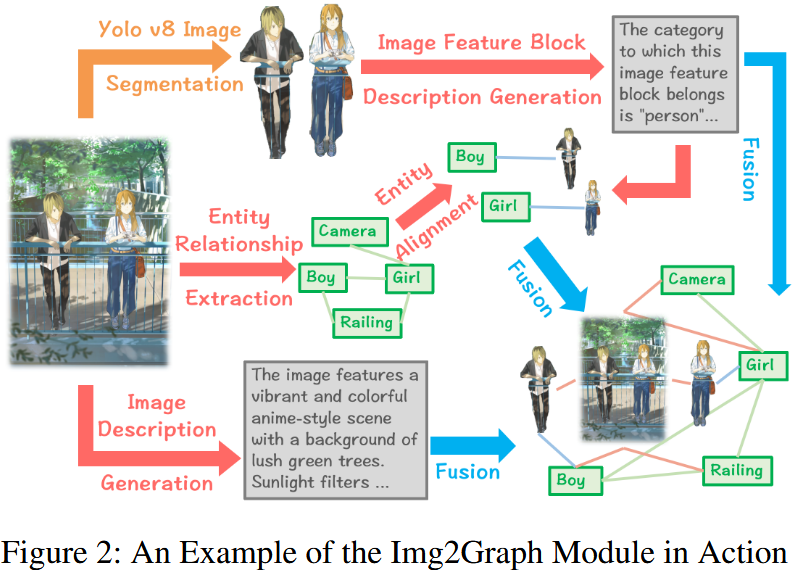 Yolo v8 Image
Segmentation
Image Feature Block
Description Generation
The category
to which this
image feature
block belongs
is "person"...
Fusion
Entity
Alignment
Boy
Girl
Entity
Relationship
Extraction
Camera
Boy
Girl
Railing
Fusion
Camera
Girl
Railing
Boy
Image
Description
Generation
The image features a
vibrant and colorful
anime-style scene
with a background of
lush green trees.
Sunlight filters ...
Fusion
Figure 2: An Example of the Img2Graph Module in Action